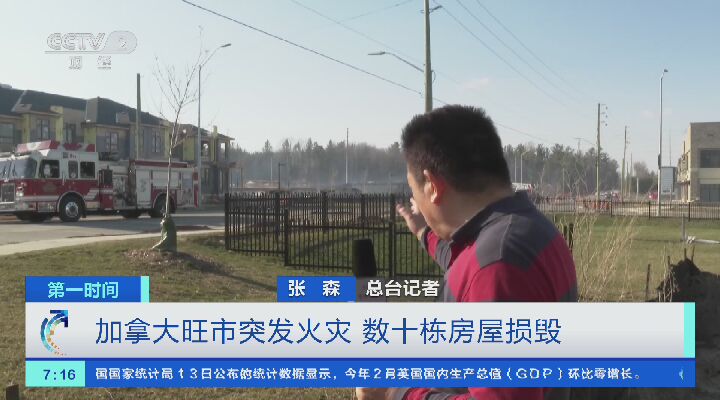 CCTV 2
财经
第一时间
张 森 总台记者
加拿大旺市突发火灾 数十栋房屋损毁
7:16 国国家统计局13日公布的统计数据显示，今年2月英国国内生产总值（GDP）环比零增长。